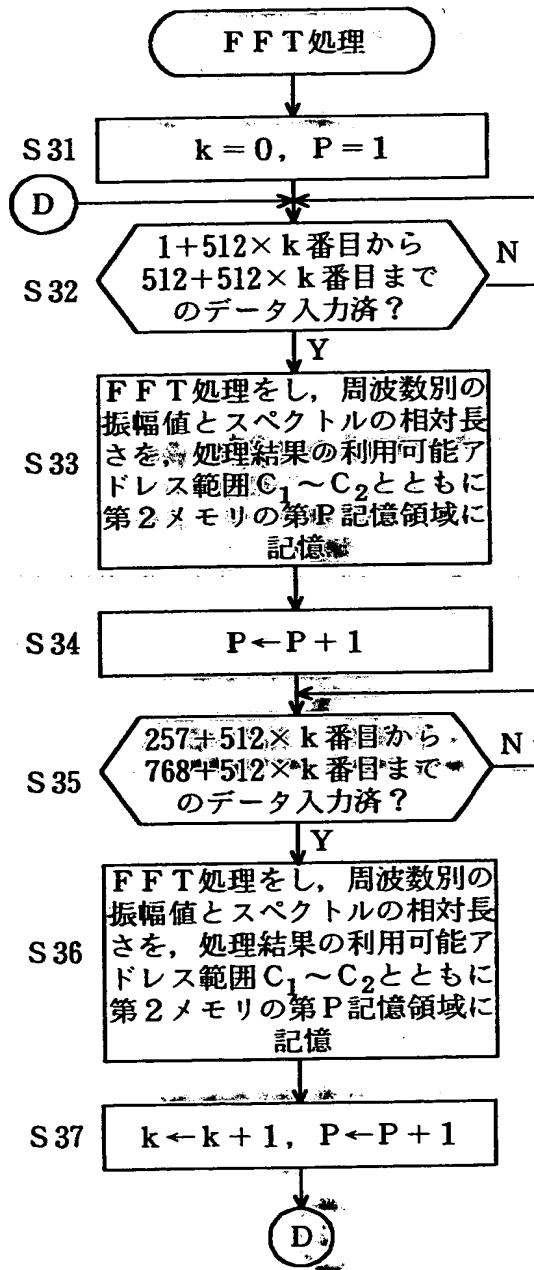 FFT処理
S31
k=0, P=1
D
S32
1+512×k番目から
512+512×k番目まで
のデータ入力済?
N
Y
S33
FFT処理をし,周波数別の
振幅値とスペクトルの相対長
さを,処理結果の利用可能ア
ドレス範囲C₁~C₂とともに
第2メモリの第P記憶領域に
記憶
S34
P←P+1
S35
257+512×k番目から
768+512×k番目まで
のデータ入力済?
N
Y
S36
FFT処理をし,周波数別の
振幅値とスペクトルの相対長
さを,処理結果の利用可能ア
ドレス範囲C₁~C₂とともに
第2メモリの第P記憶領域に
記憶
S37
k←k+1, P←P+1
D